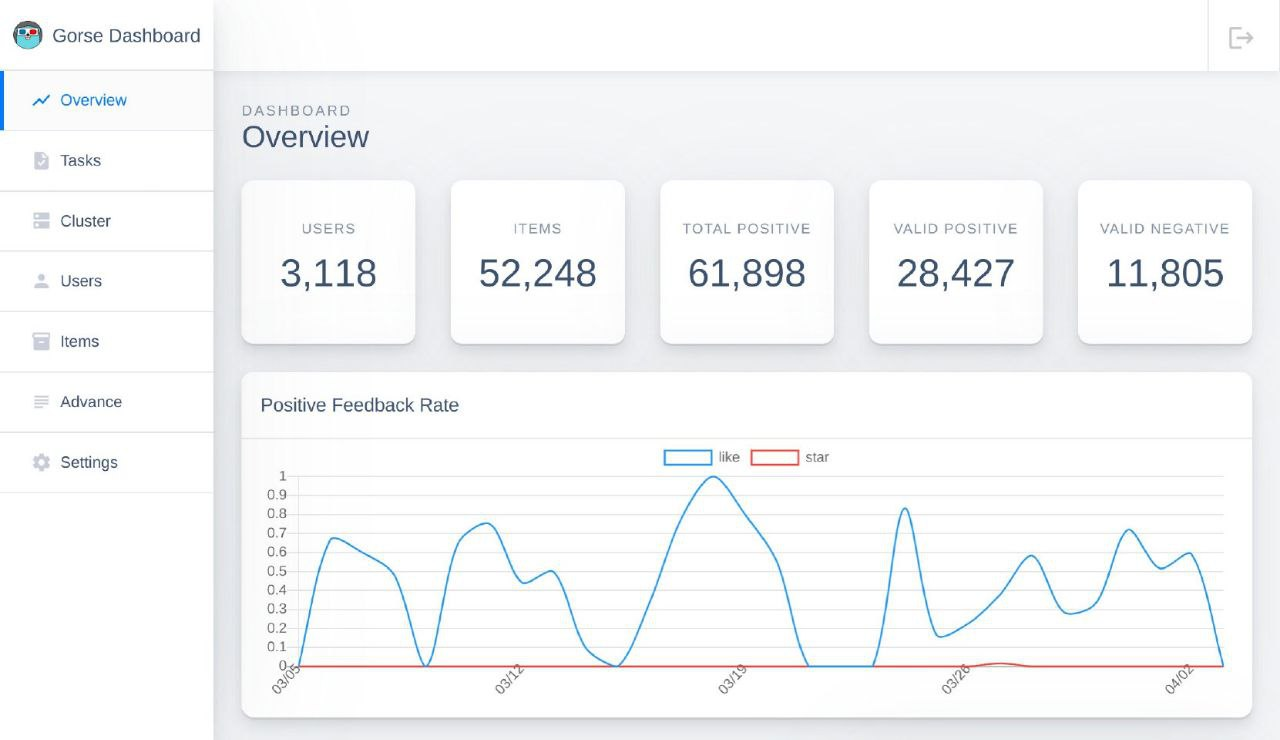 Gorse Dashboard
Overview
Tasks
Cluster
Users
Items
Advance
Settings
DASHBOARD
Overview
USERS
3,118
ITEMS
52,248
TOTAL POSITIVE
61,898
VALID POSITIVE
28,427
VALID NEGATIVE
11,805
Positive Feedback Rate
like star
1
0.9
0.8
0.7
0.6
0.5
0.4
0.3
0.2
0.1
0
03/05 03/12 03/19 03/26 04/02